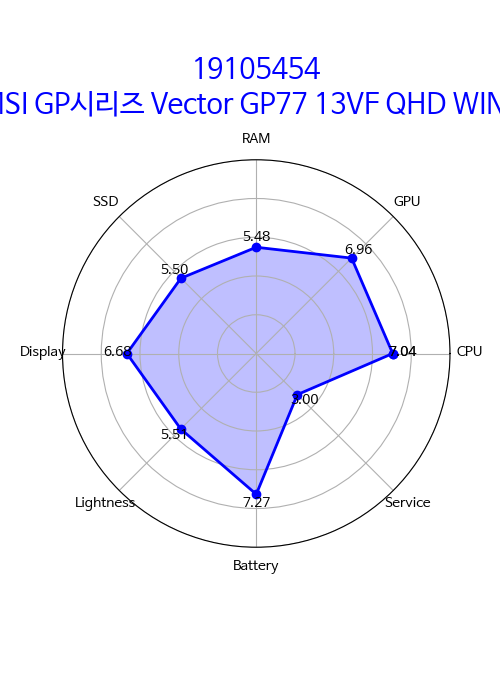 19105454
MSI GP시리즈 Vector GP77 13VF QHD WIN
RAM
SSD
GPU
5.48
6.96
5.50
Display
6.68
7.04
CPU
5.51
3.00
Lightness
7.27
Service
Battery